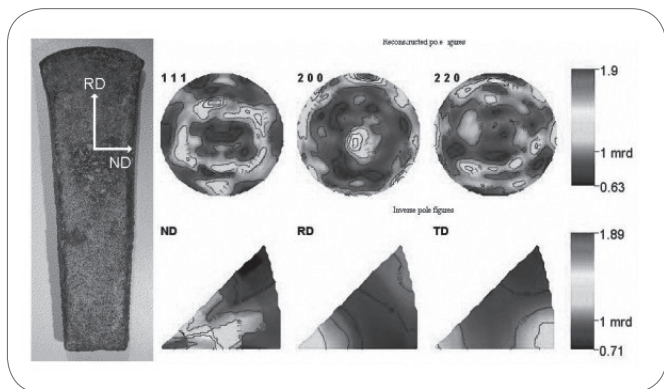 Reconstructed pole figures
RD
ND
111
200
220
1.9
1 mrd
0.63
Inverse pole figures
ND
RD
TD
1.89
1 mrd
0.71